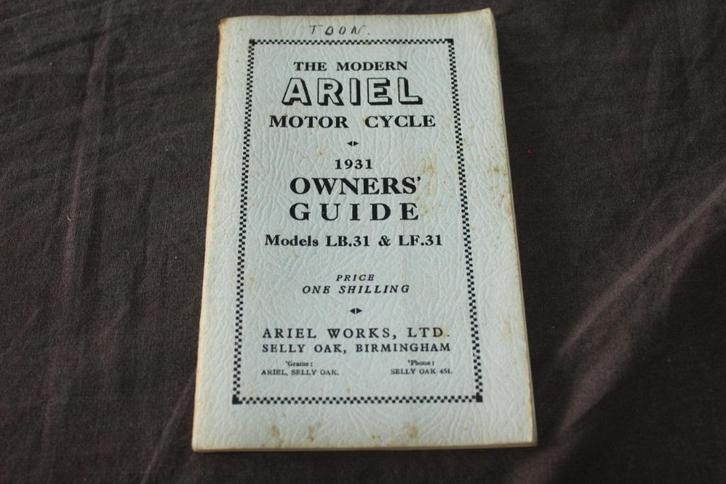 TOON.
THE MODERN
ARIEL
MOTOR CYCLE
1931
OWNERS'
GUIDE
Models LB.31 & LF.31
PRICE
ONE SHILLING
ARIEL WORKS, LTD.
SELLY OAK, BIRMINGHAM
'Grams: 'Phone:
ARIEL, SELLY OAK. SELLY OAK 451.